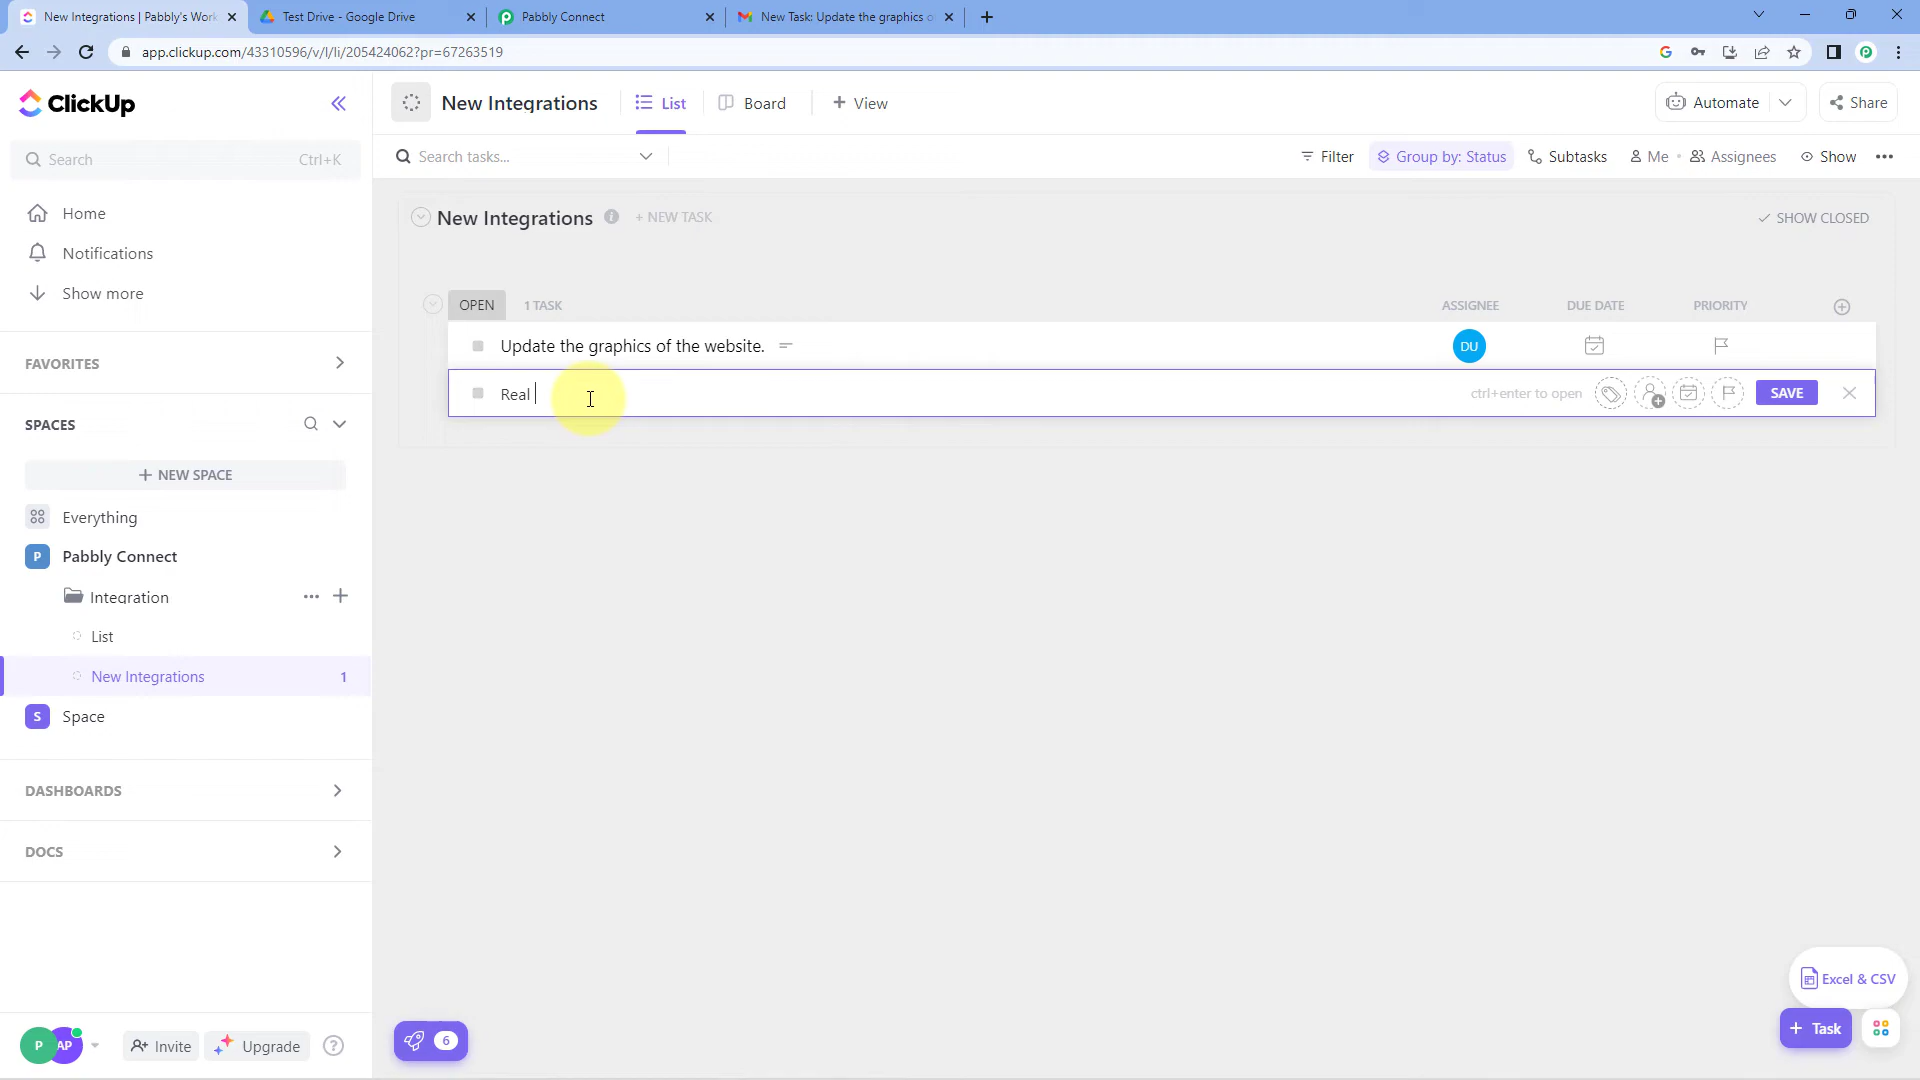 New Integrations | Pabbly's Work
Test Drive - Google Drive
Pabbly Connect
New Task: Update the graphics o
app.clickup.com/43310596/v/l/li/205424062?pr=67263519
ClickUp
New Integrations
List
Board
+ View
Automate
Share
Search
Ctrl+K
Search tasks...
Filter
Group by: Status
Subtasks
Me
Assignees
Show
Home
Notifications
Show more
New Integrations
+ NEW TASK
SHOW CLOSED
OPEN
1 TASK
ASSIGNEE
DUE DATE
PRIORITY
Update the graphics of the website.
DU
Real
ctrl+enter to open
SAVE
FAVORITES
SPACES
+ NEW SPACE
Everything
P Pabbly Connect
Integration
List
New Integrations
1
S Space
DASHBOARDS
DOCS
Excel & CSV
+ Task
P
AP
Invite
Upgrade
?
6